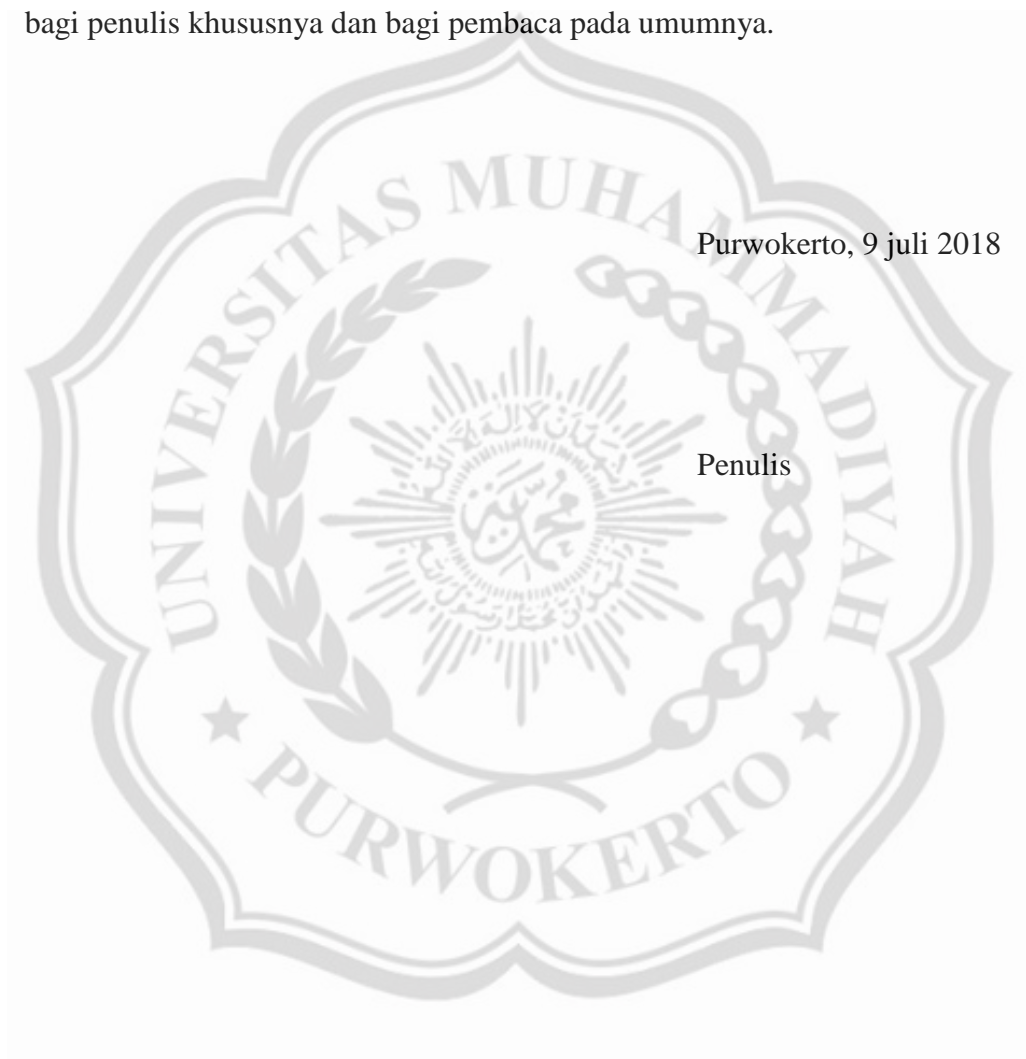 bagi penulis khususnya dan bagi pembaca pada umumnya.
Purwokerto, 9 juli 2018
Penulis
UNIVERSITAS MUHAMMADIYAH
PURWOKERTO